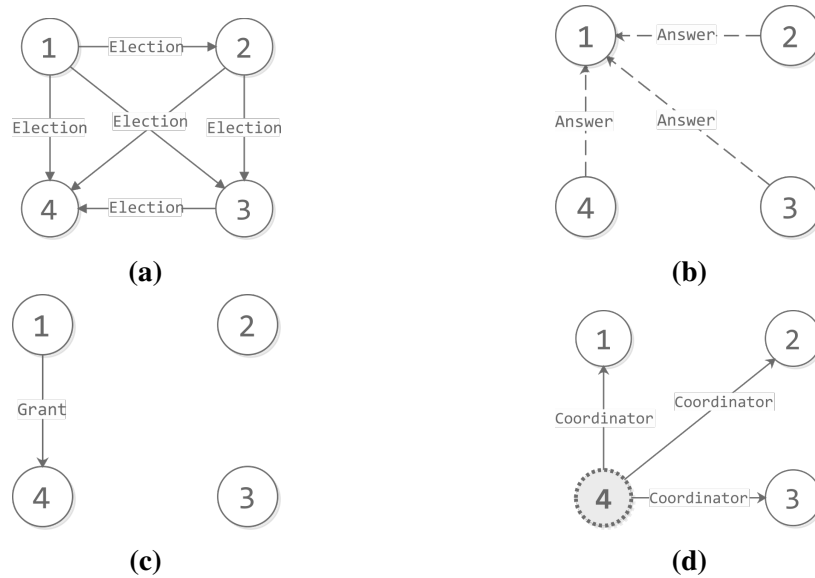 1
Election
2
Election
Election
Election
4
Election
3
(a)
1
Answer
2
Answer
Answer
4
3
(b)
1
2
Grant
4
3
(c)
1
2
Coordinator
Coordinator
4
Coordinator
3
(d)